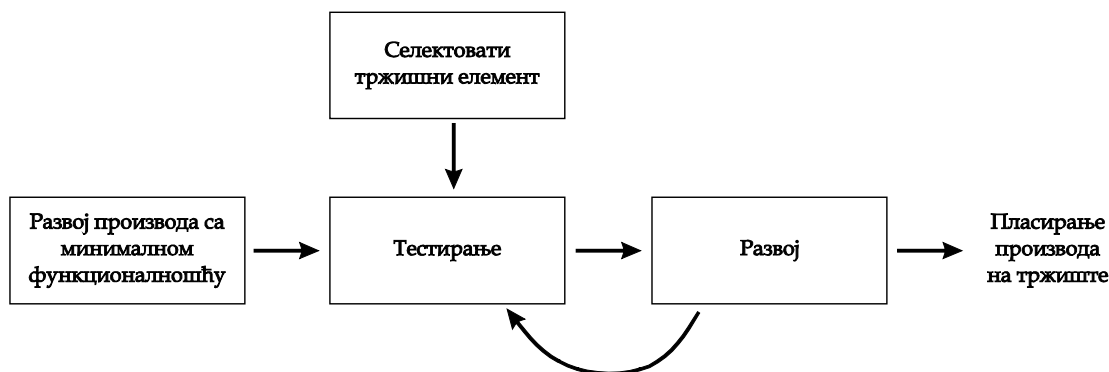 Селектовати
тржишни елемент
Развој производа са
минималном
функционалношћу
Тестирање
Развој
Пласирање
производа
на тржиште